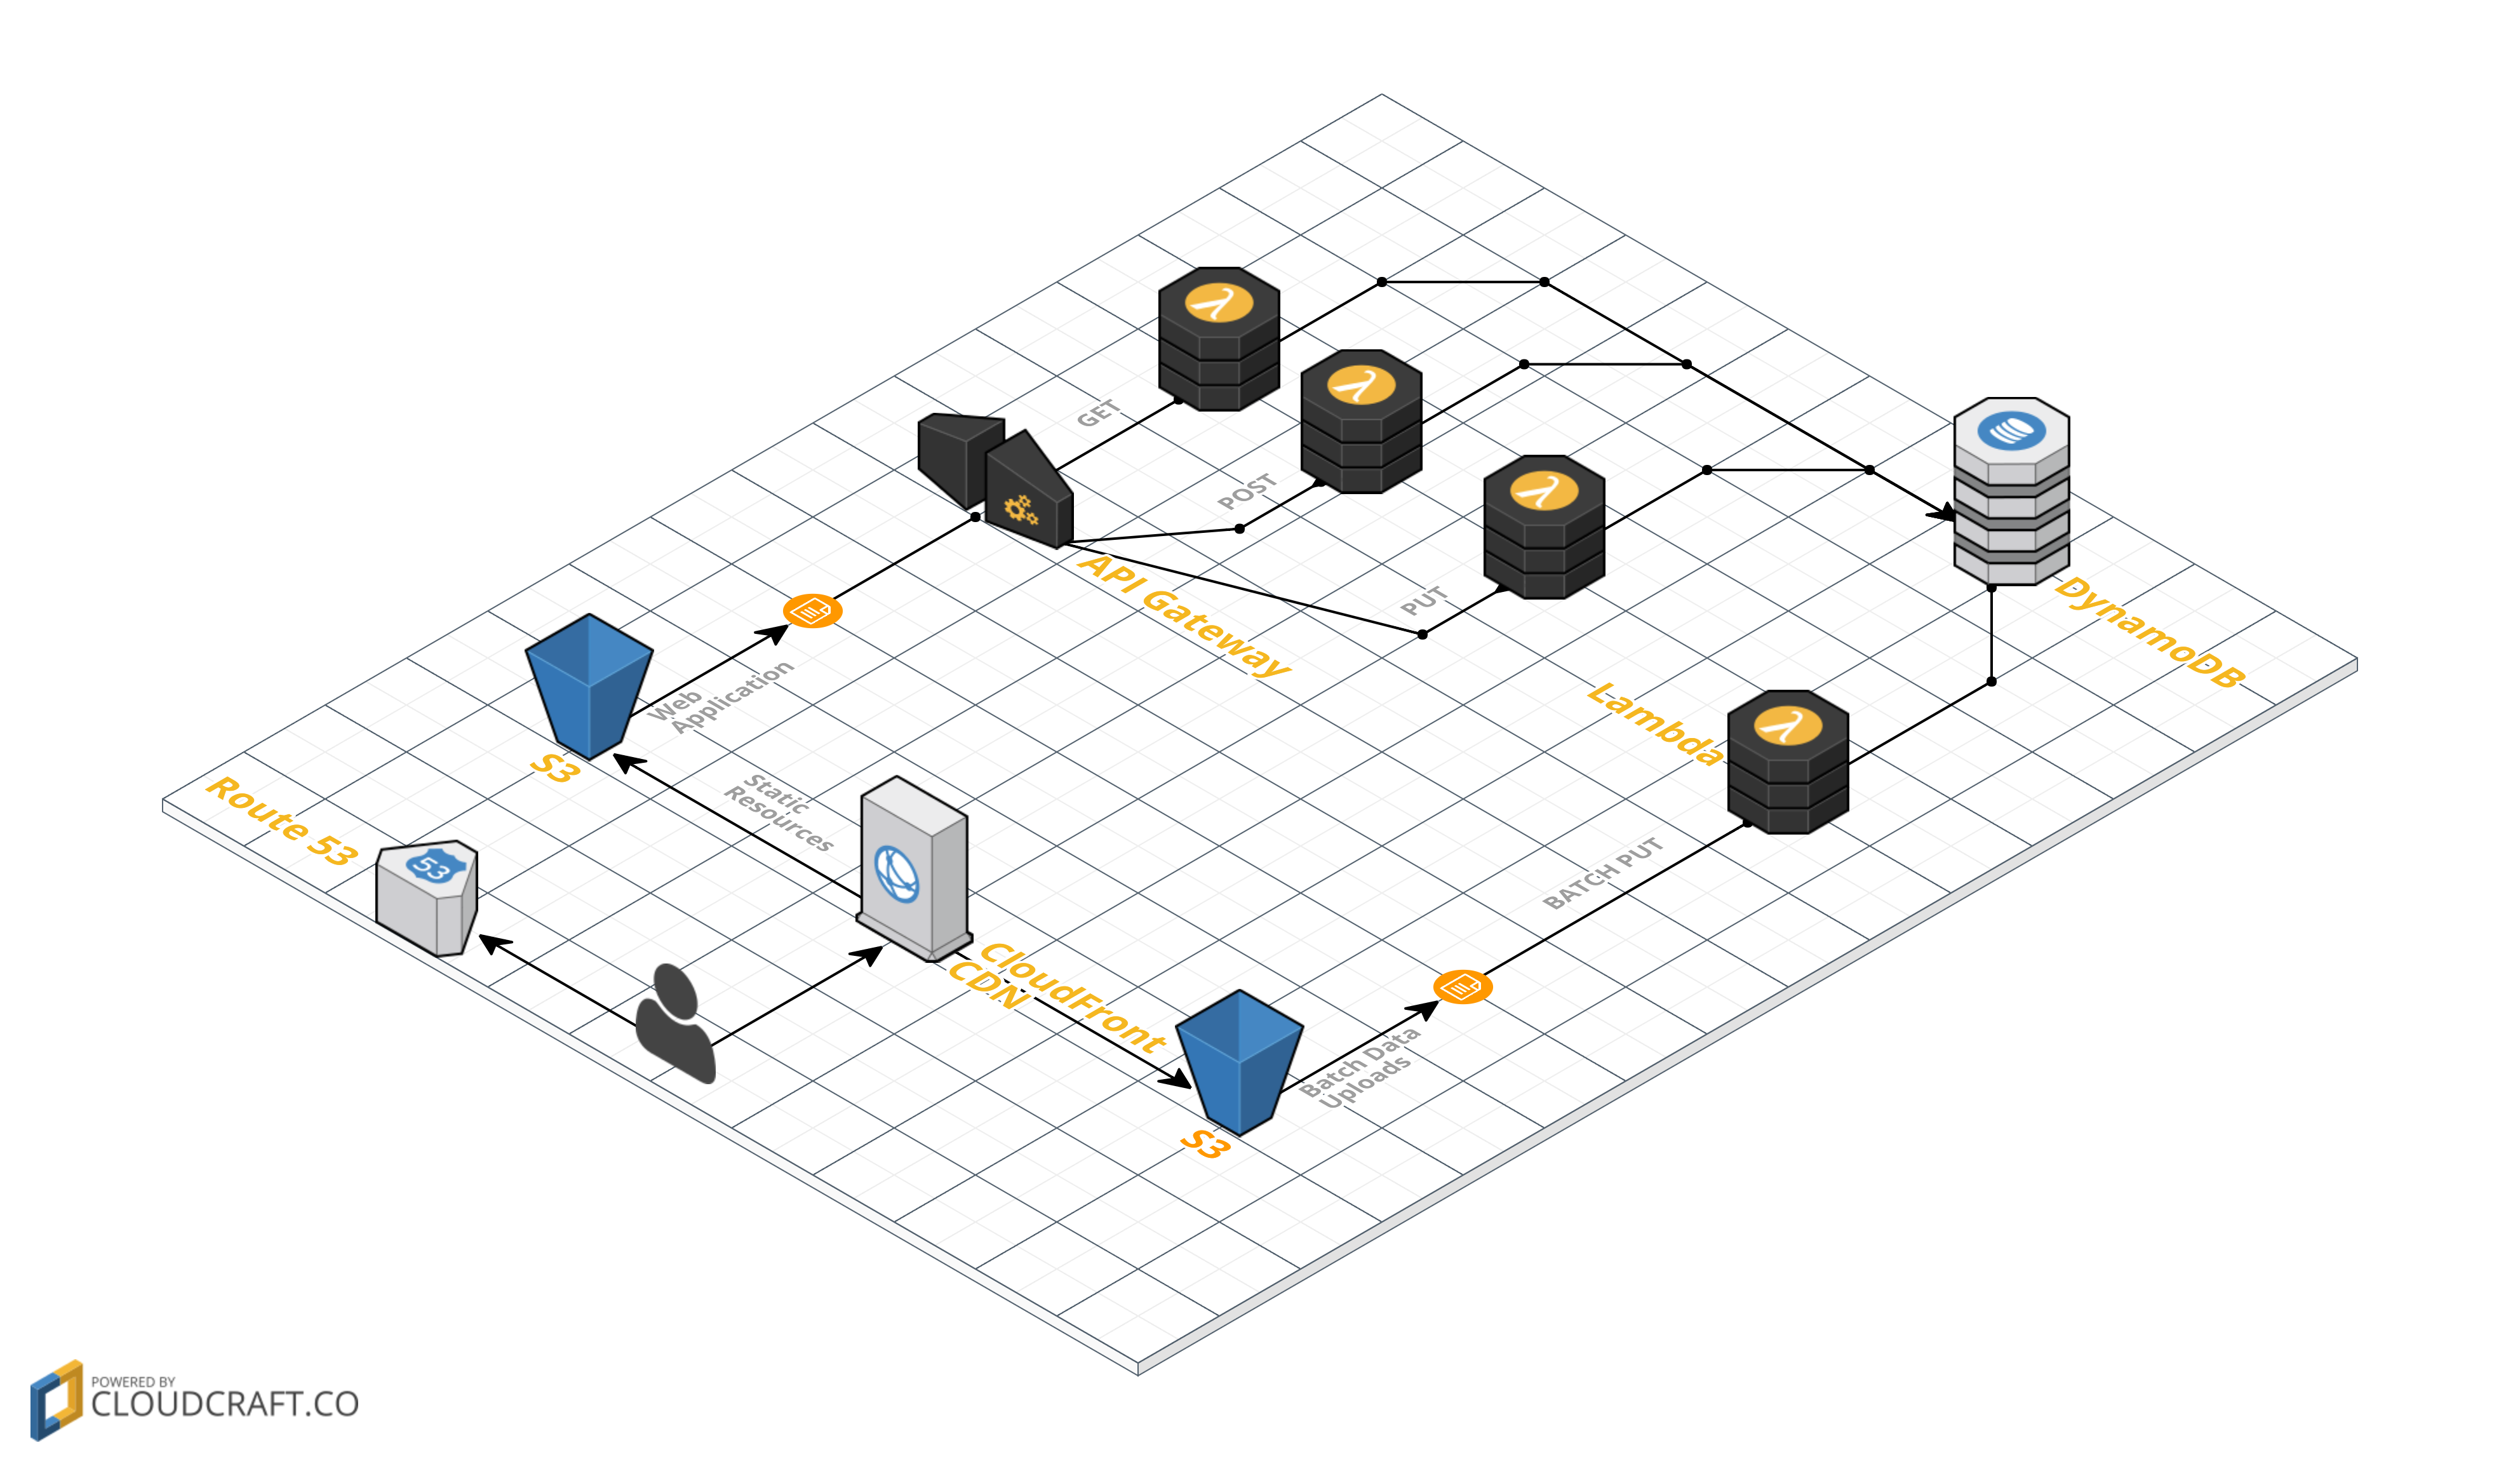 GET
POST
PUT
API Gateway
DynamoDB
Web
Application
Lambda
S3
Static
Resources
Route 53
53
BATCH PUT
CloudFront
CDN
Batch Data
Uploads
S3
POWERED BY
CLOUDCRAFT.CO